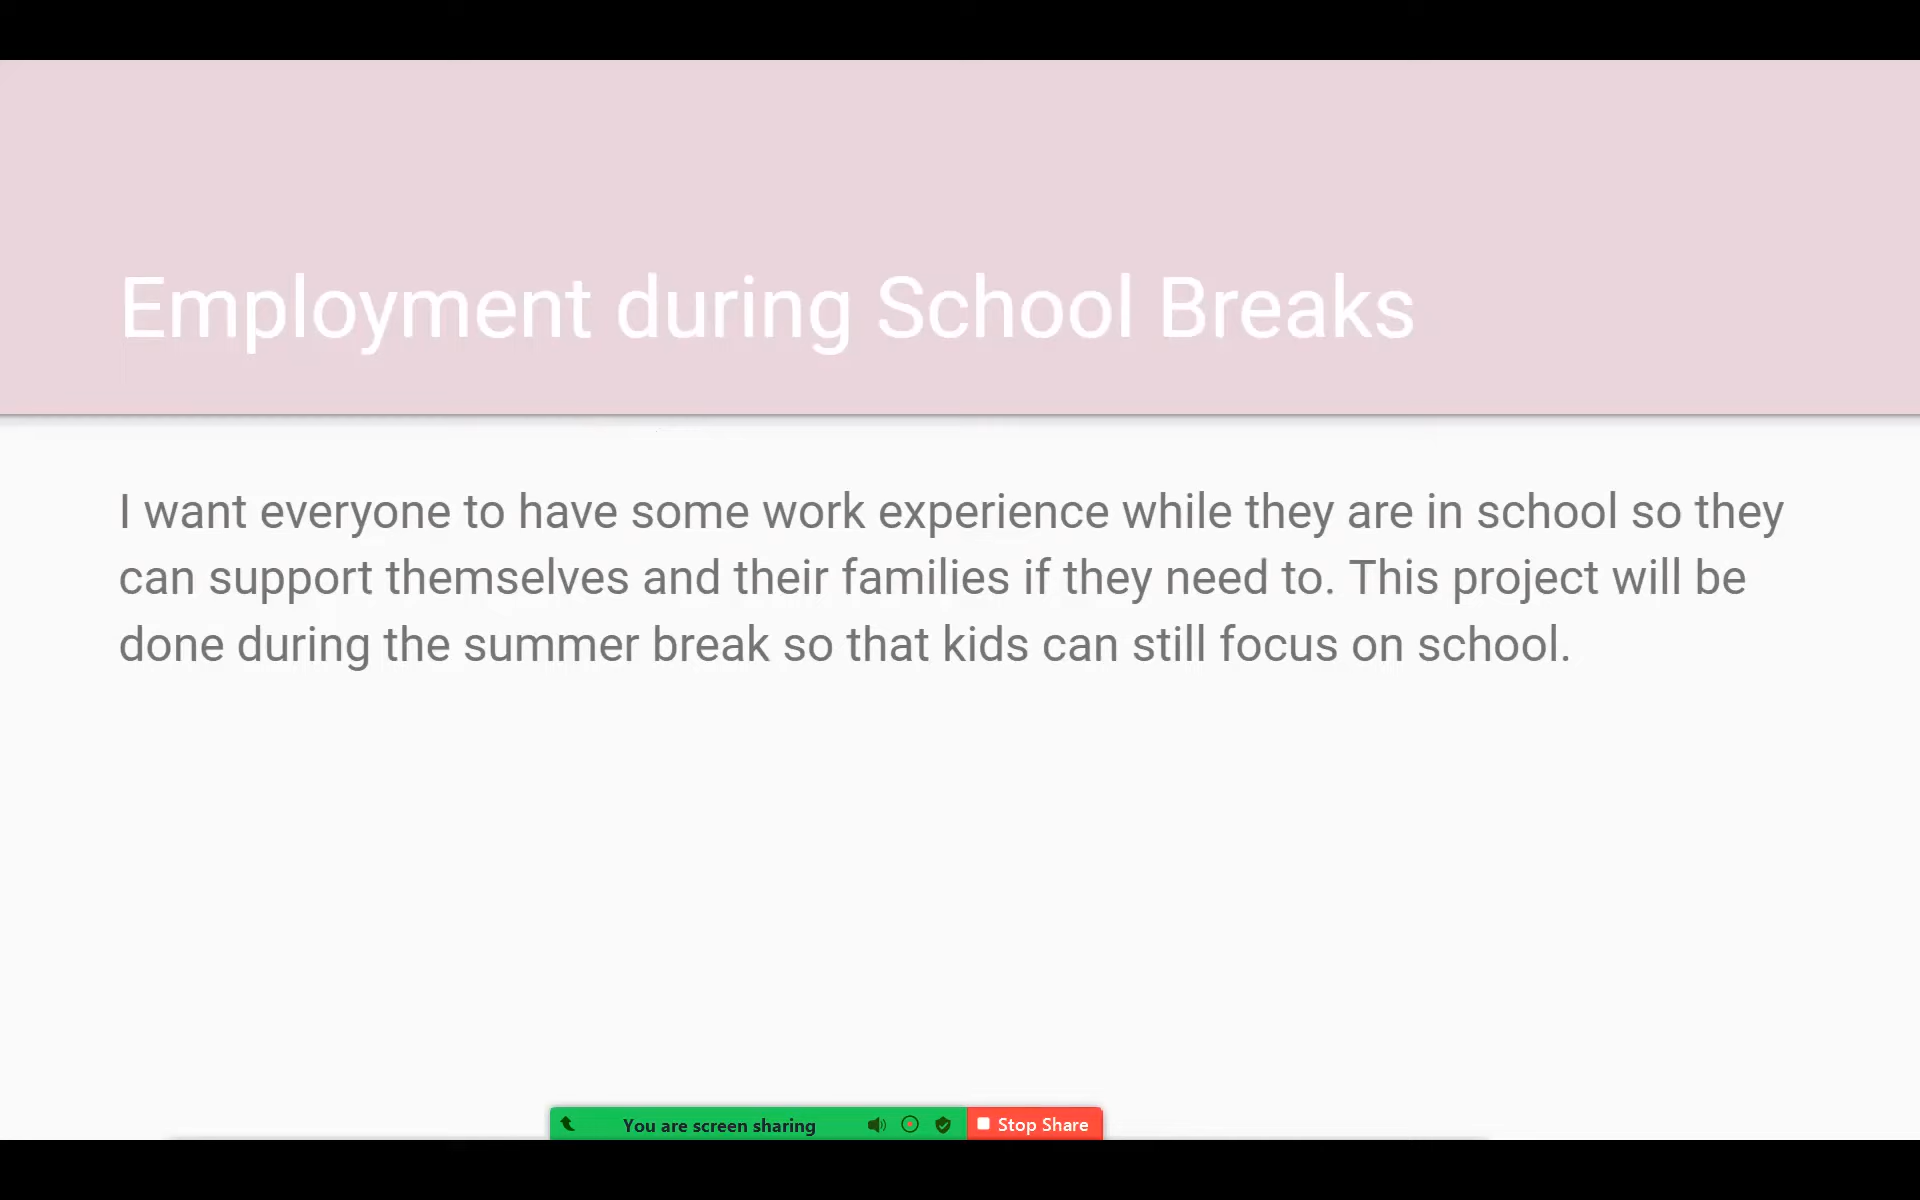 Employment during School Breaks
I want everyone to have some work experience while they are in school so they
can support themselves and their families if they need to. This project will be
done during the summer break so that kids can still focus on school.
You are screen sharing
Stop Share